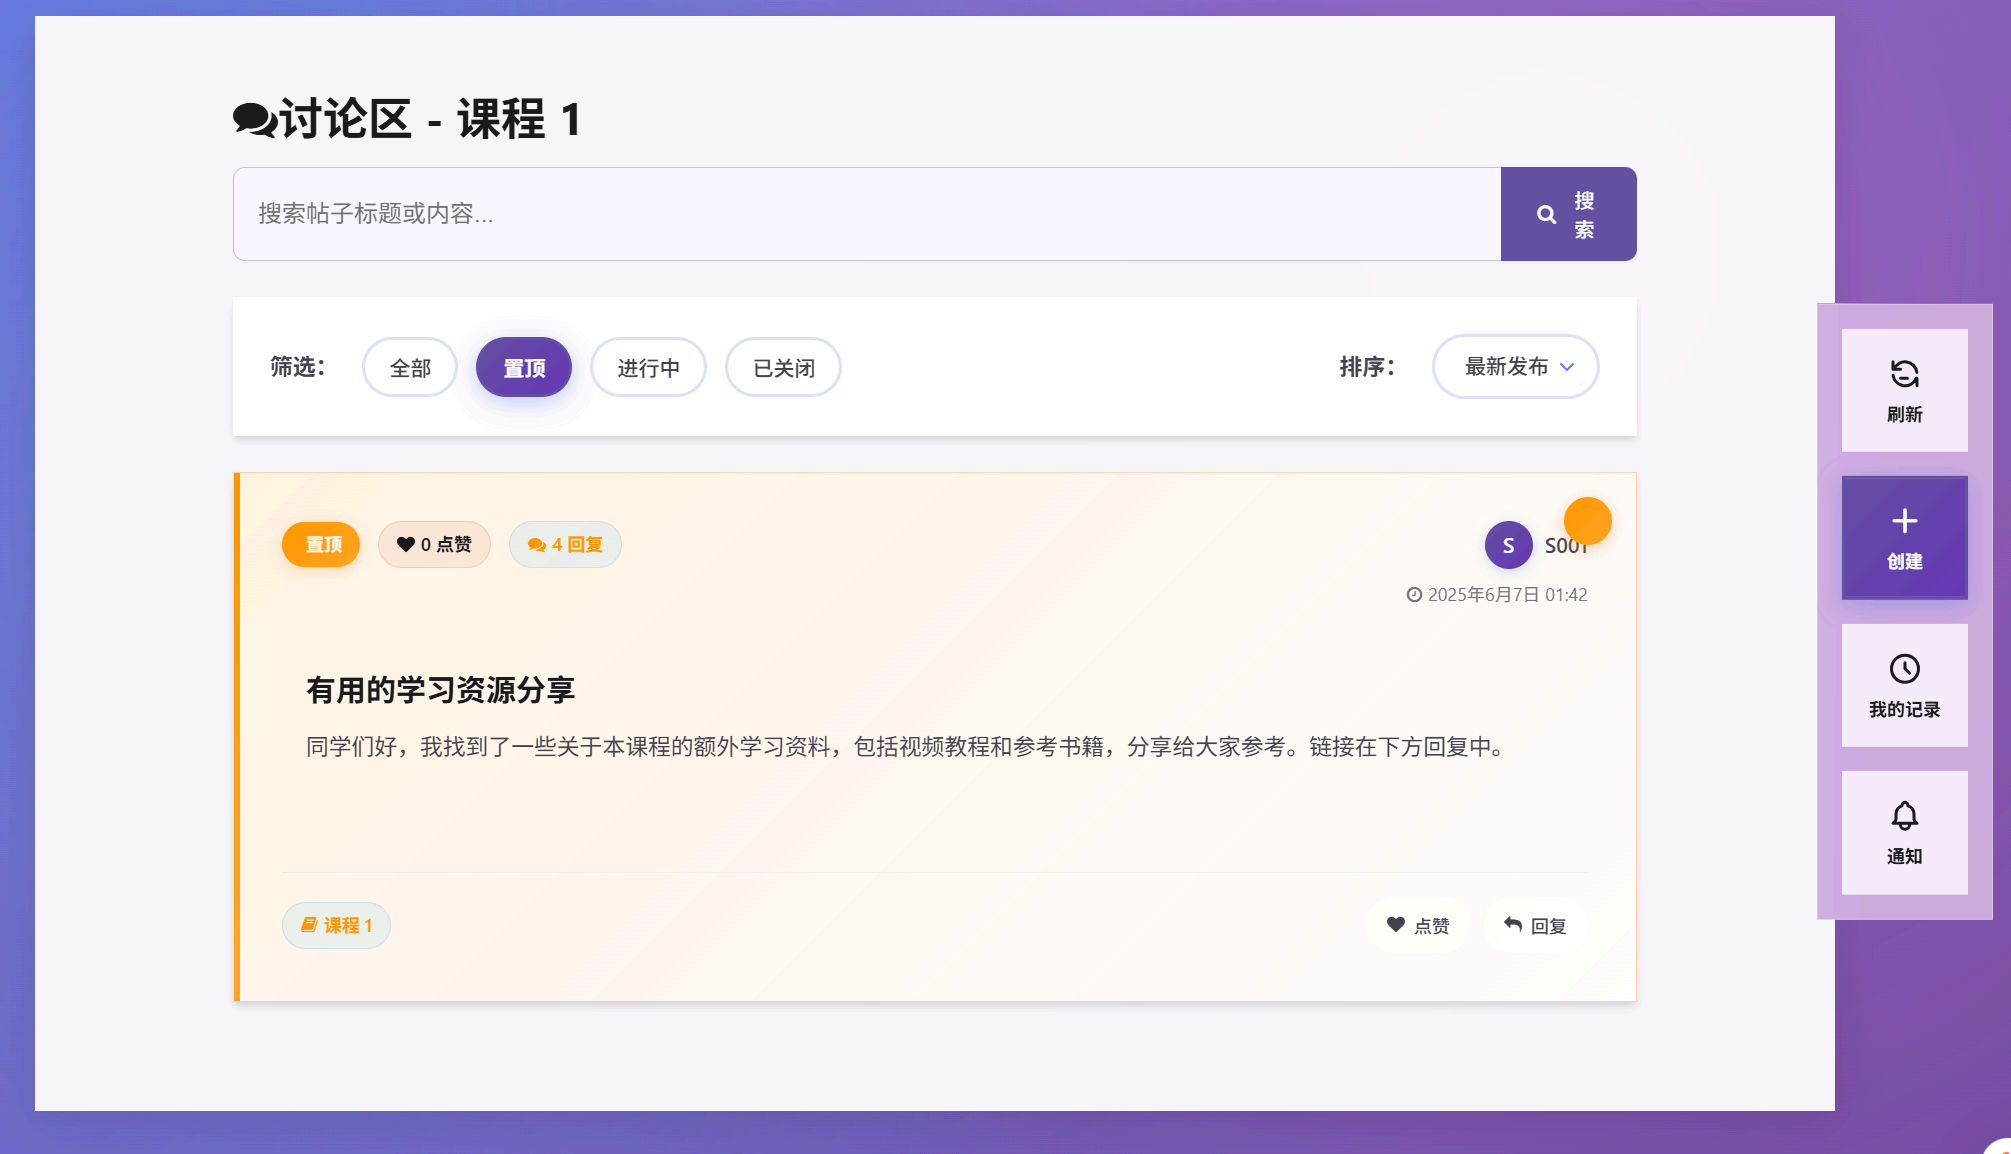 讨论区 - 课程 1
搜索帖子标题或内容...
搜
索
筛选：
全部
置顶
进行中
已关闭
排序：
最新发布
置顶
0 点赞
4 回复
S
S001
2025年6月7日 01:42
有用的学习资源分享
同学们好，我找到了一些关于本课程的额外学习资料，包括视频教程和参考书籍，分享给大家参考。链接在下方回复中。
课程 1
点赞
回复
刷新
创建
我的记录
通知